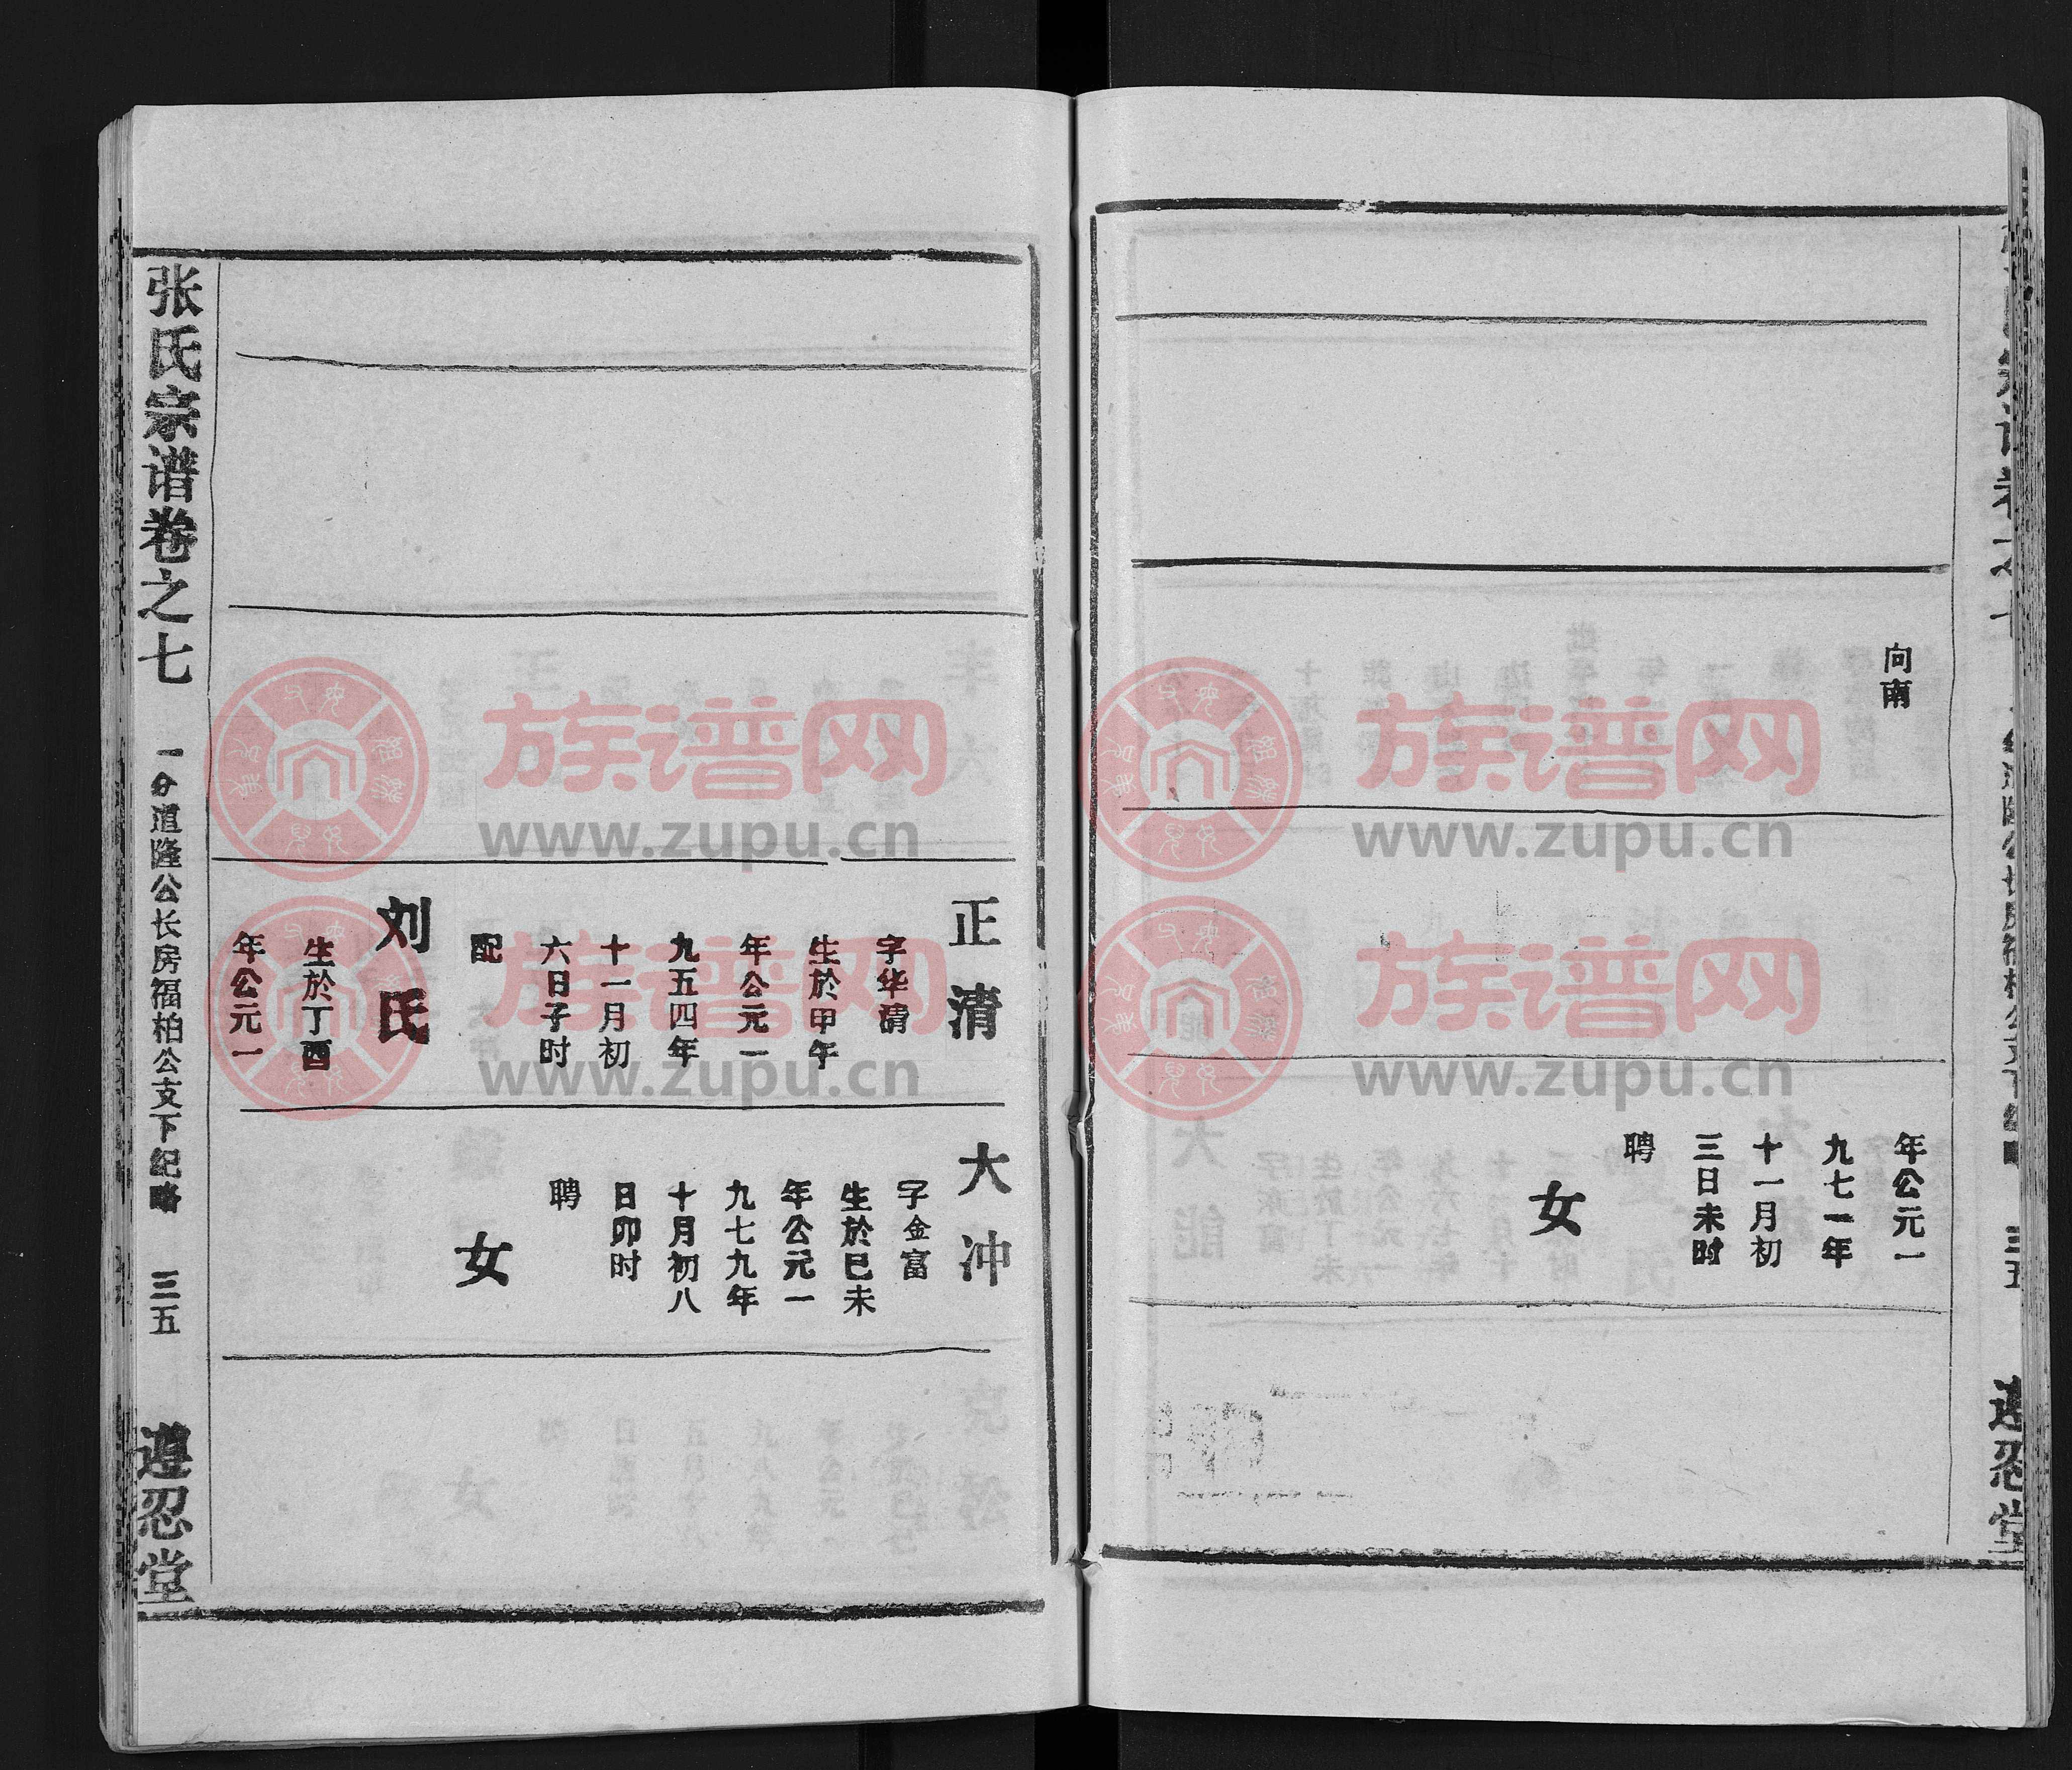 向南
年公元一
九七一年
十一月初
三日未时
聘
女
遵忍堂
正清
字华清
生於甲午
年公元一
九五四年
十一月初
六日子时
配
刘氏
生於丁酉
年公元一
大冲
字金富
生於已未
年公元一
九七九年
十月初八
日卯时
聘
女
张氏宗谱卷之七
一分道隆公长房福柏公支下纪略
三五
遵忍堂
族谱网
www.zupu.cn
族谱网
www.zupu.cn
族谱网
www.zupu.cn
族谱网
www.zupu.cn